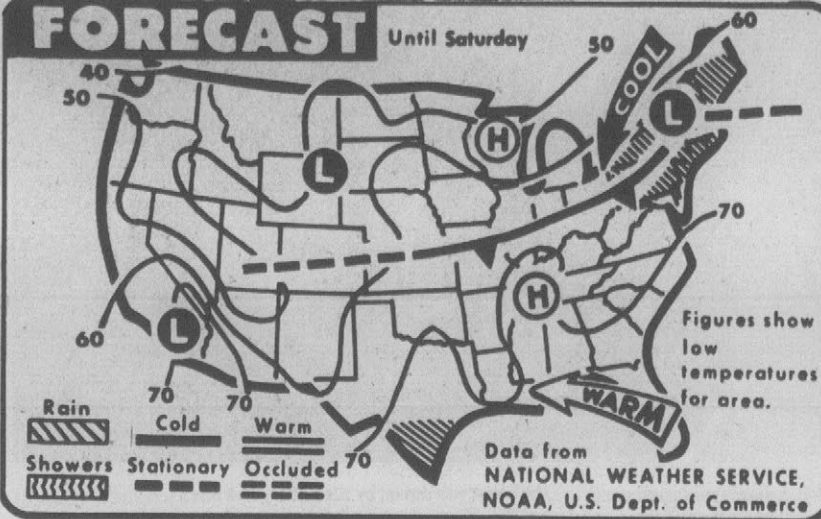 FORECAST
Until Saturday
40
50
50
60
COOL
L
H
L
70
H
60
L
Figures show
low
temperatures
for area.
WARM
70
70
70
Rain
Cold
Warm
Showers
Stationary
Occluded
Data from
NATIONAL WEATHER SERVICE,
NOAA, U.S. Dept. of Commerce